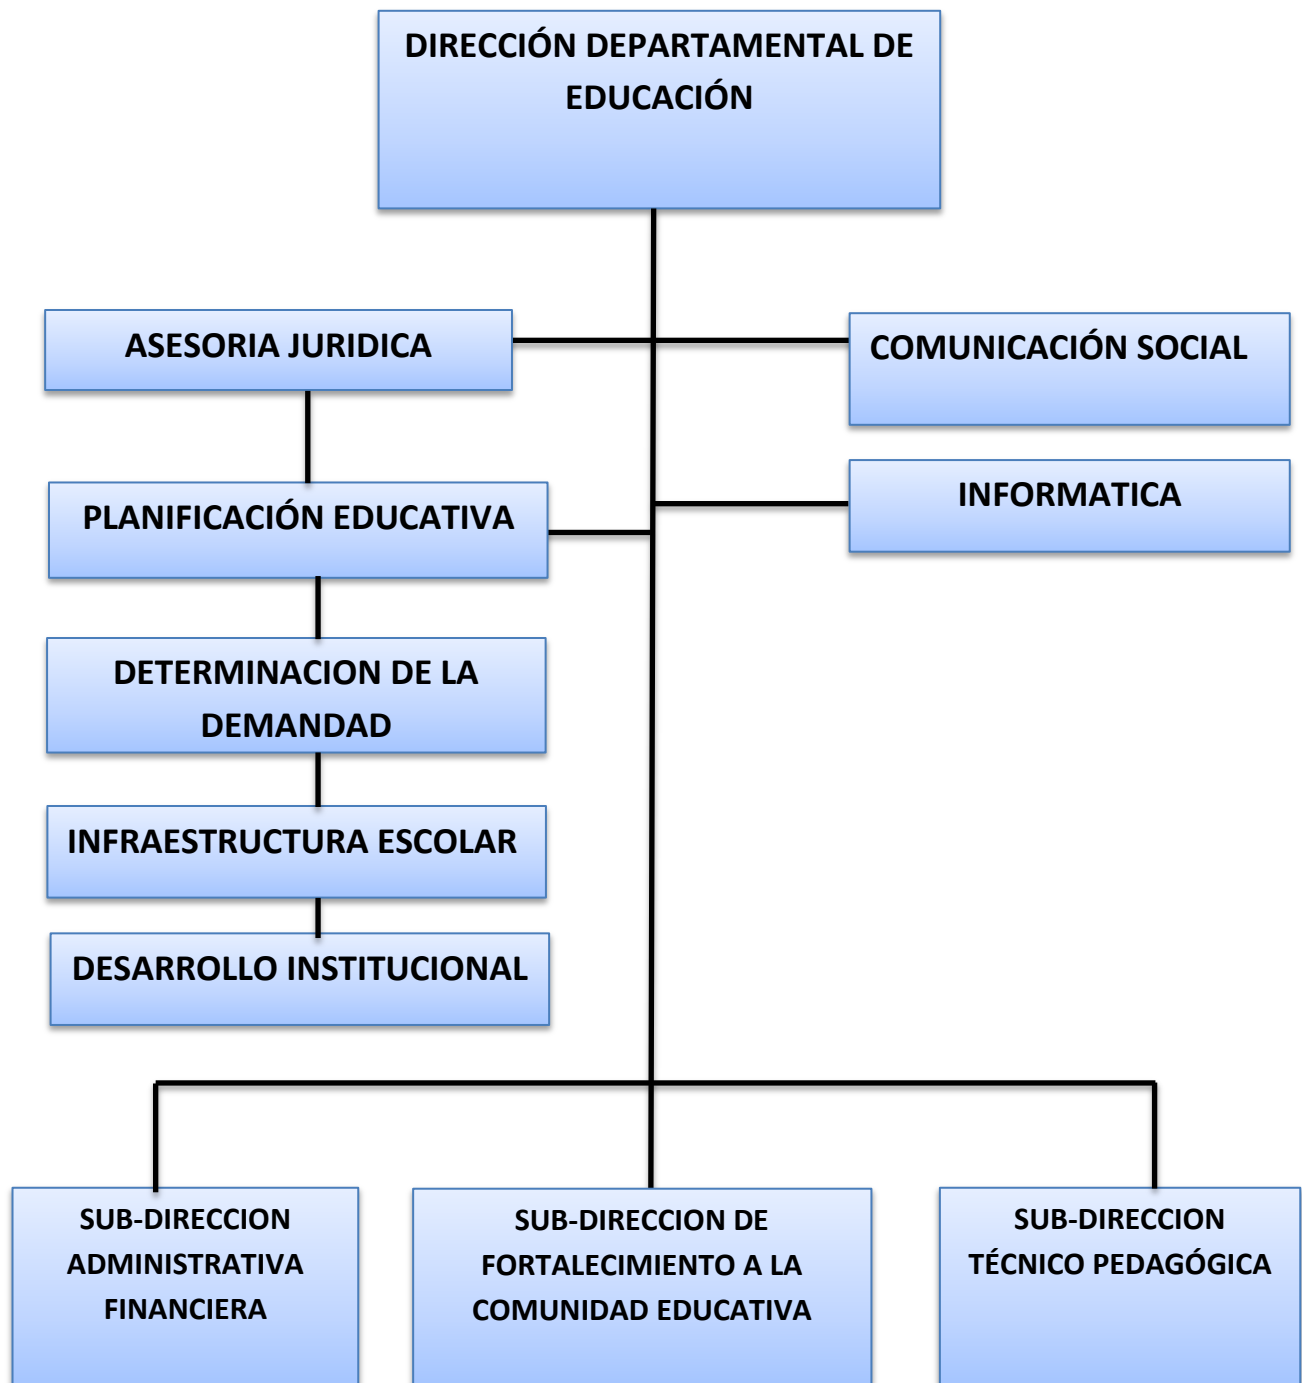 DIRECCIÓN DEPARTAMENTAL DE
EDUCACIÓN
ASESORIA JURIDICA
COMUNICACIÓN SOCIAL
PLANIFICACIÓN EDUCATIVA
INFORMATICA
DETERMINACION DE LA
DEMANDAD
INFRAESTRUCTURA ESCOLAR
DESARROLLO INSTITUCIONAL
SUB-DIRECCION
ADMINISTRATIVA
FINANCIERA
SUB-DIRECCION DE
FORTALECIMIENTO A LA
COMUNIDAD EDUCATIVA
SUB-DIRECCION
TÉCNICO PEDAGÓGICA